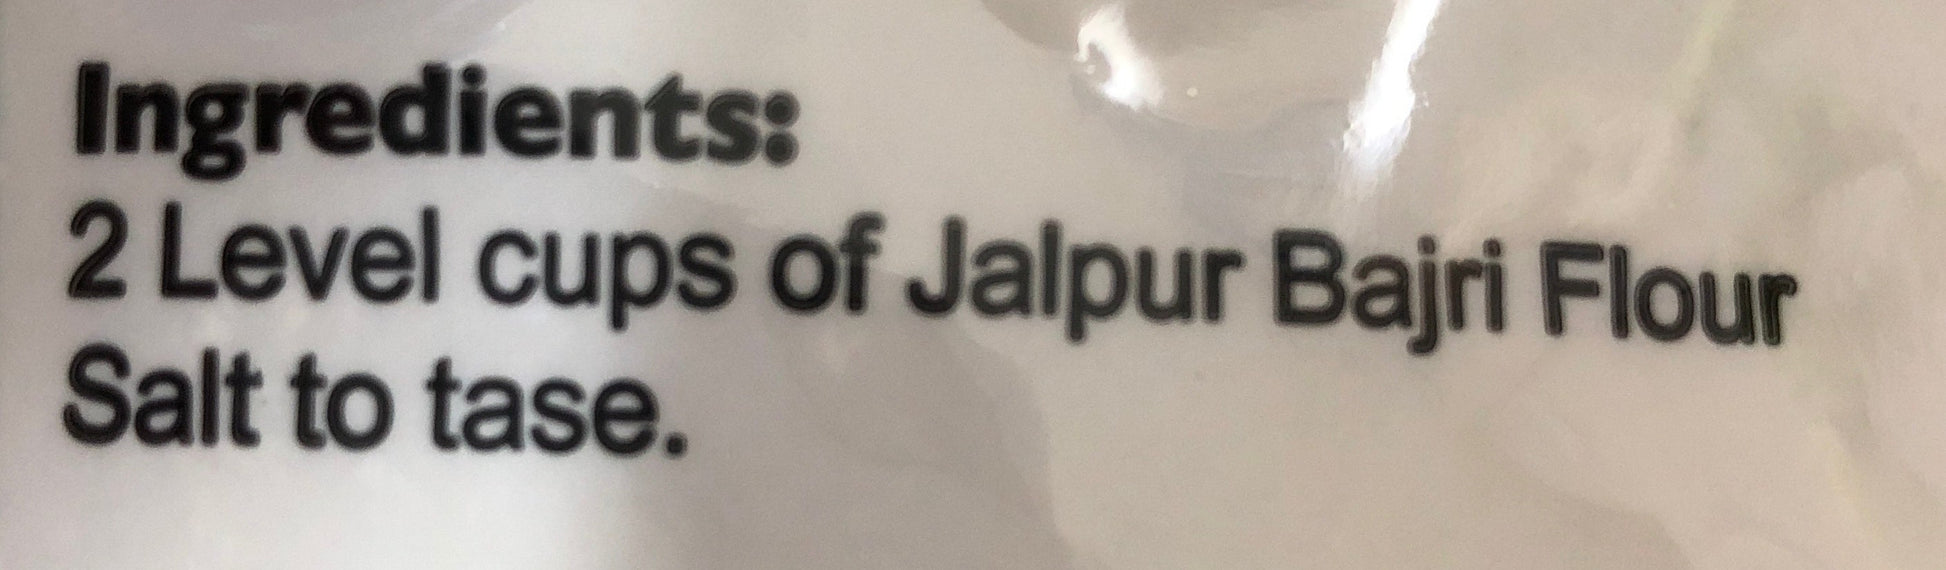 Ingredients:
2 Level cups of Jalpur Bajri Flour
Salt to tase.